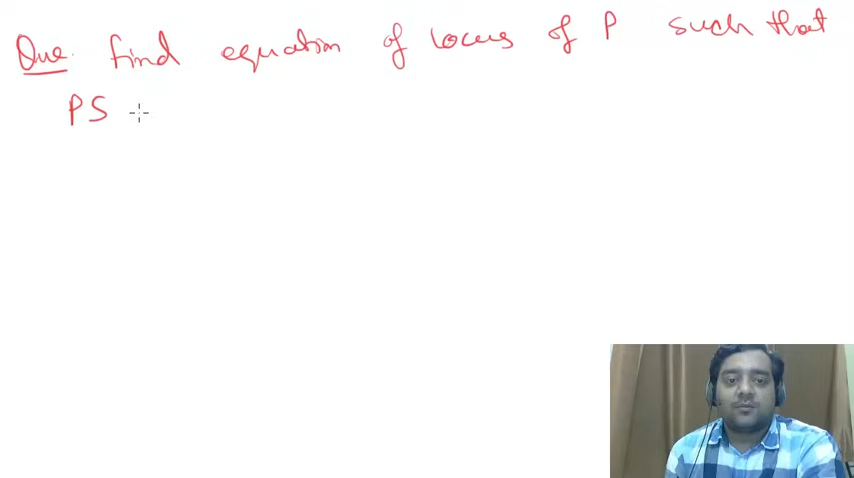 Que. find equation of locus of P such that
PS